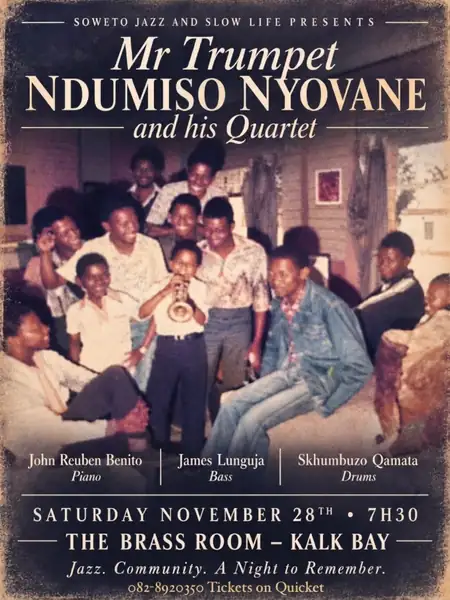 SOWETO JAZZ AND SLOW LIFE PRESENTS
Mr Trumpet
NDUMISO NYOVANE
and his Quartet
John Reuben Benito
Piano
James Lunguja
Bass
Skhumbuzo Qamata
Drums
SATURDAY NOVEMBER 28TH • 7H30
THE BRASS ROOM – KALK BAY
Jazz. Community. A Night to Remember.
082-8920350 Tickets on Quicket